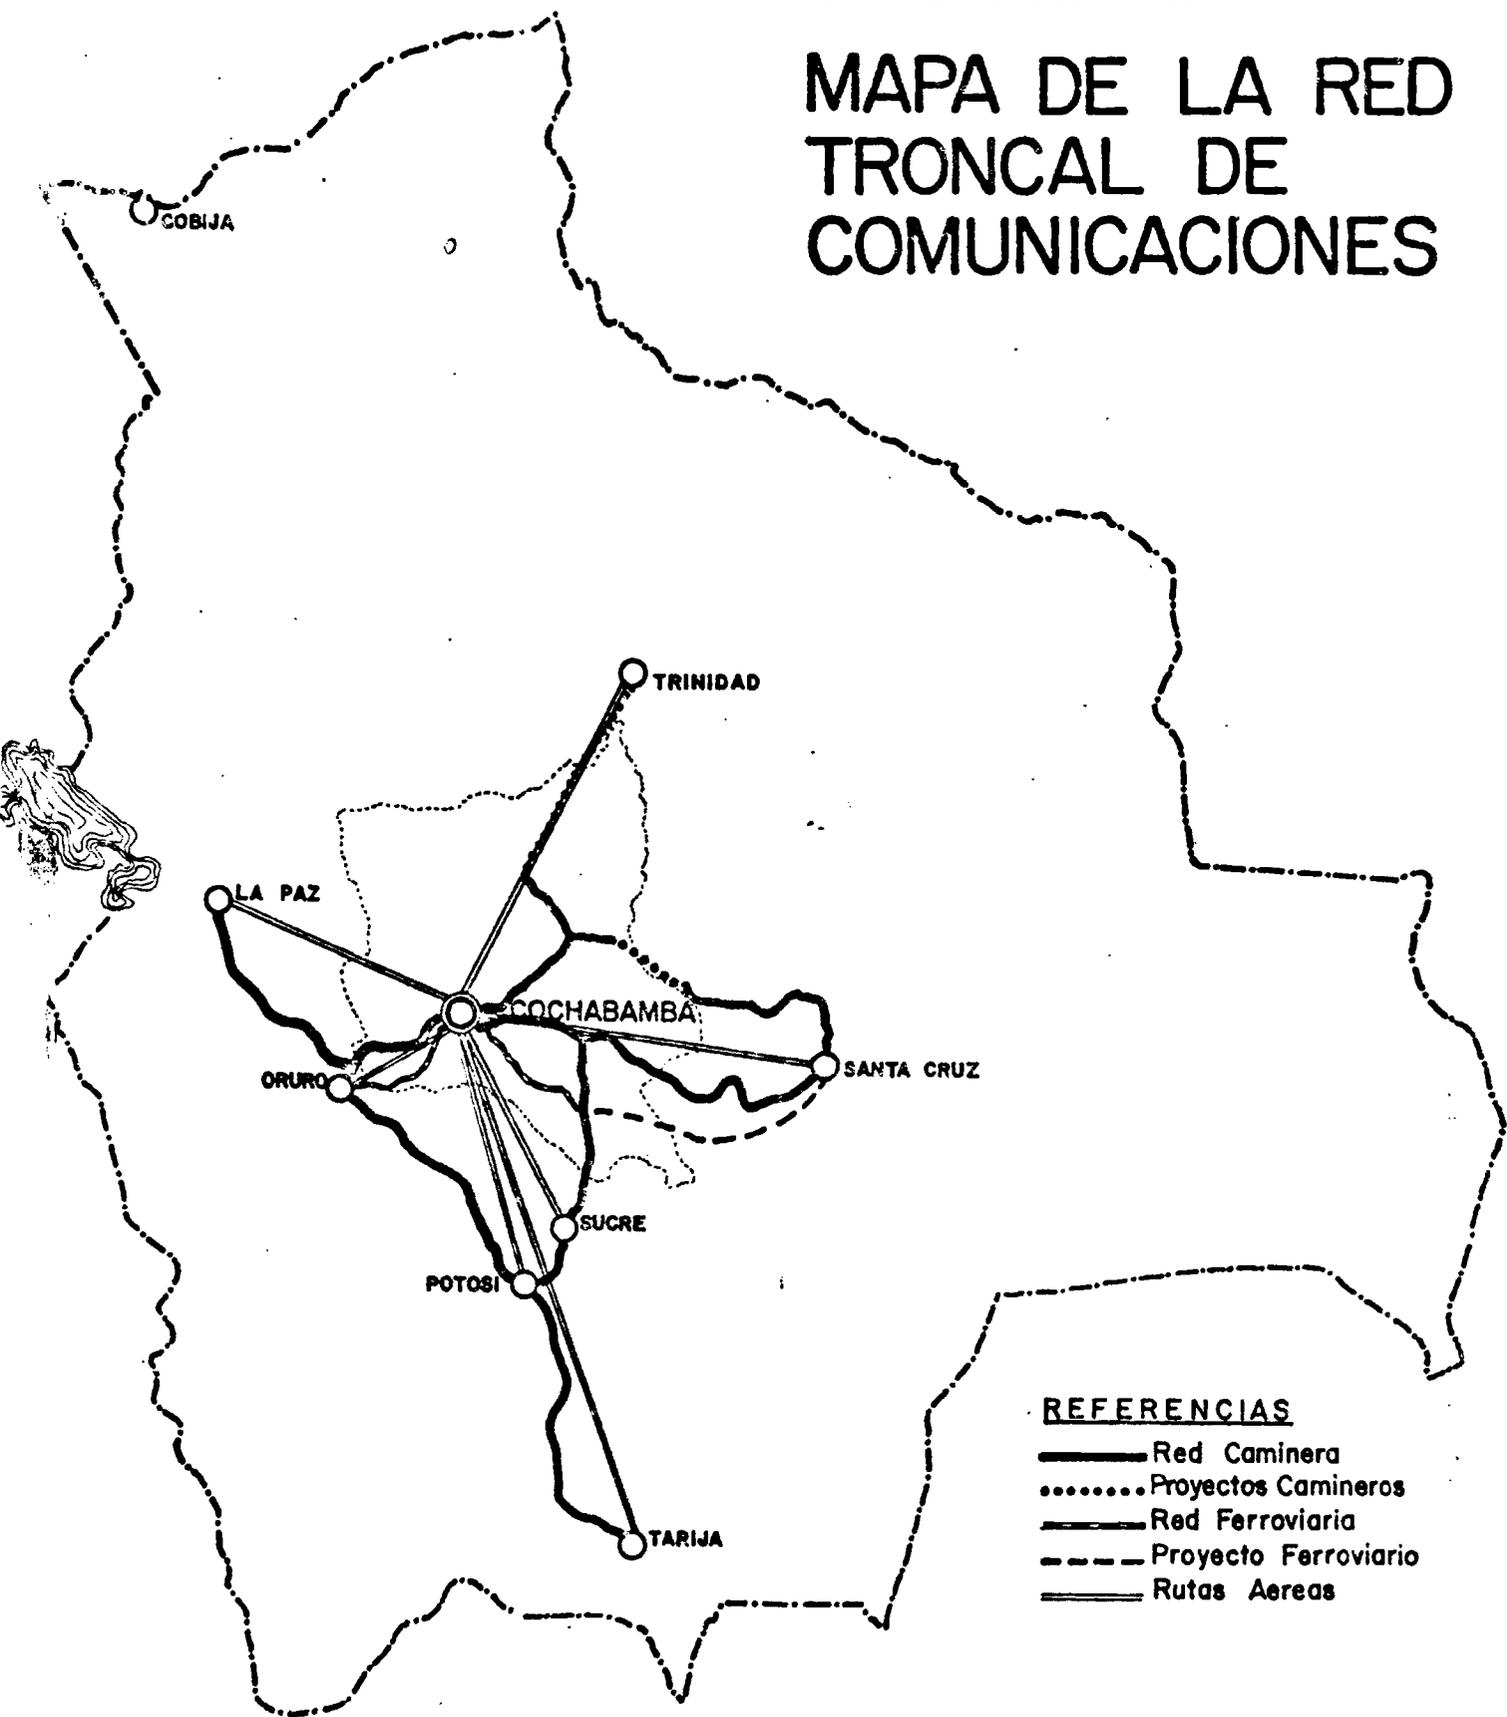 MAPA DE LA RED
TRONCAL DE
COMUNICACIONES
COBIJA
TRINIDAD
LA PAZ
COCHABAMBA
ORURO
SANTA CRUZ
SUCRE
POTOSI
TARIJA
REFERENCIAS
Red Caminera
Proyectos Camineros
Red Ferroviaria
Proyecto Ferroviario
Rutas Aereas